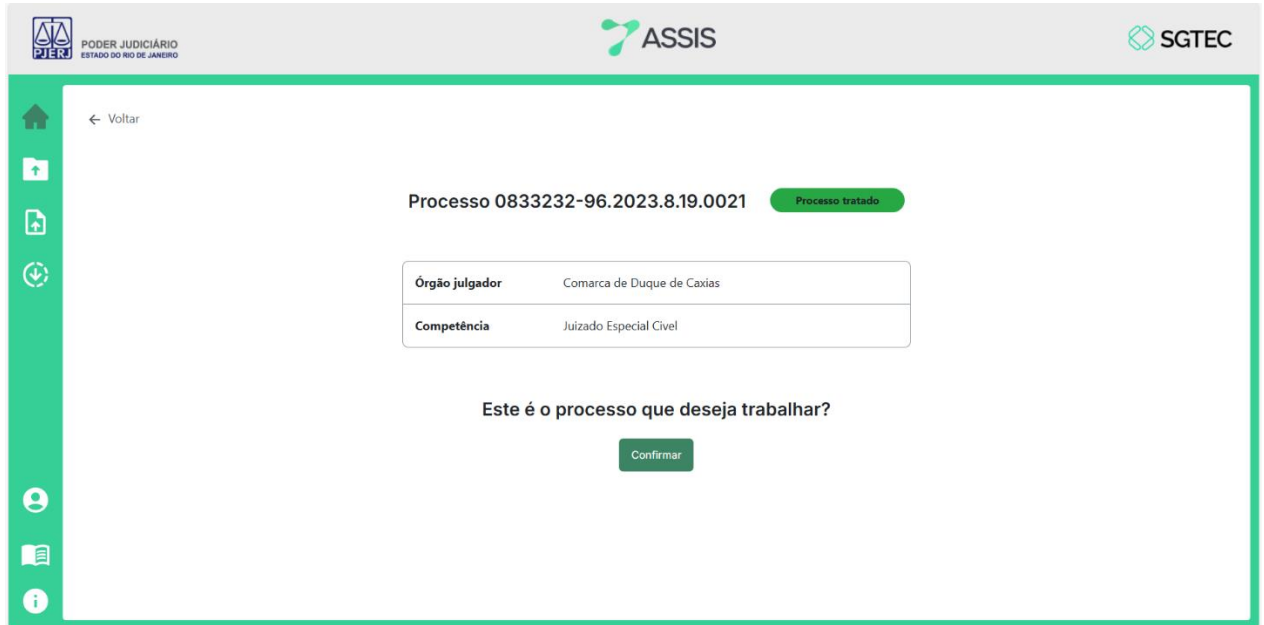 PJERJ
PODER JUDICIÁRIO
ESTADO DO RIO DE JANEIRO
ASSIS
SGTEC
← Voltar
Processo 0833232-96.2023.8.19.0021
Processo tratado
Órgão julgador Comarca de Duque de Caxias
Competência Juizado Especial Civel
Este é o processo que deseja trabalhar?
Confirmar